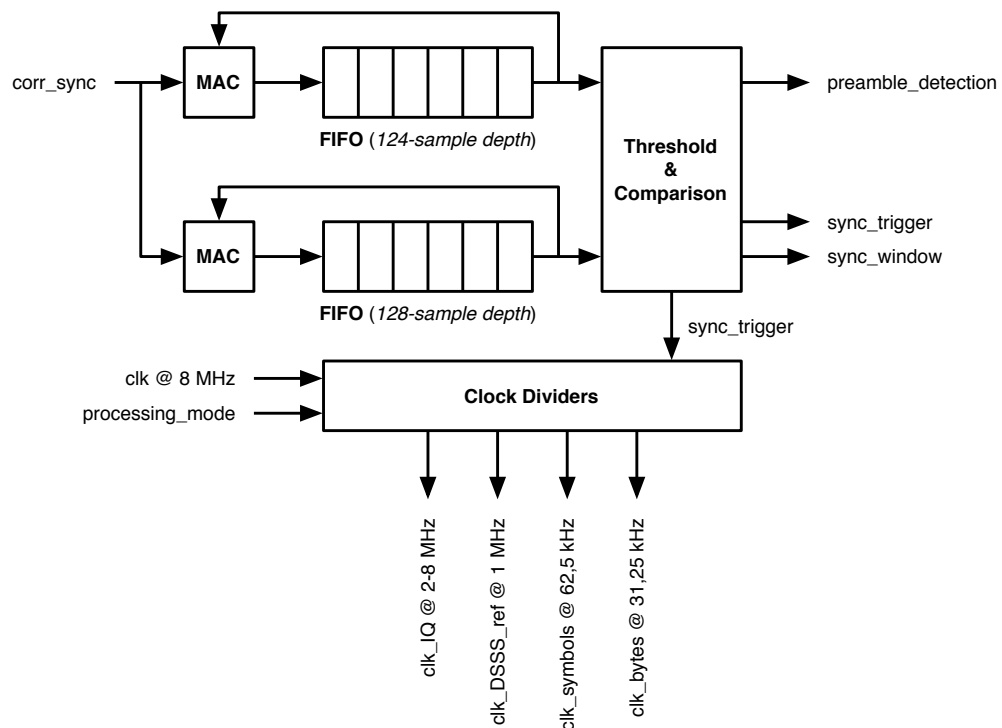 corr_sync
MAC
FIFO (124-sample depth)
Threshold
&
Comparison
preamble_detection
MAC
FIFO (128-sample depth)
sync_trigger
sync_window
sync_trigger
clk @ 8 MHz
processing_mode
Clock Dividers
clk_IQ @ 2-8 MHz
clk_DSSS_ref @ 1 MHz
clk_symbols @ 62,5 kHz
clk_bytes @ 31,25 kHz